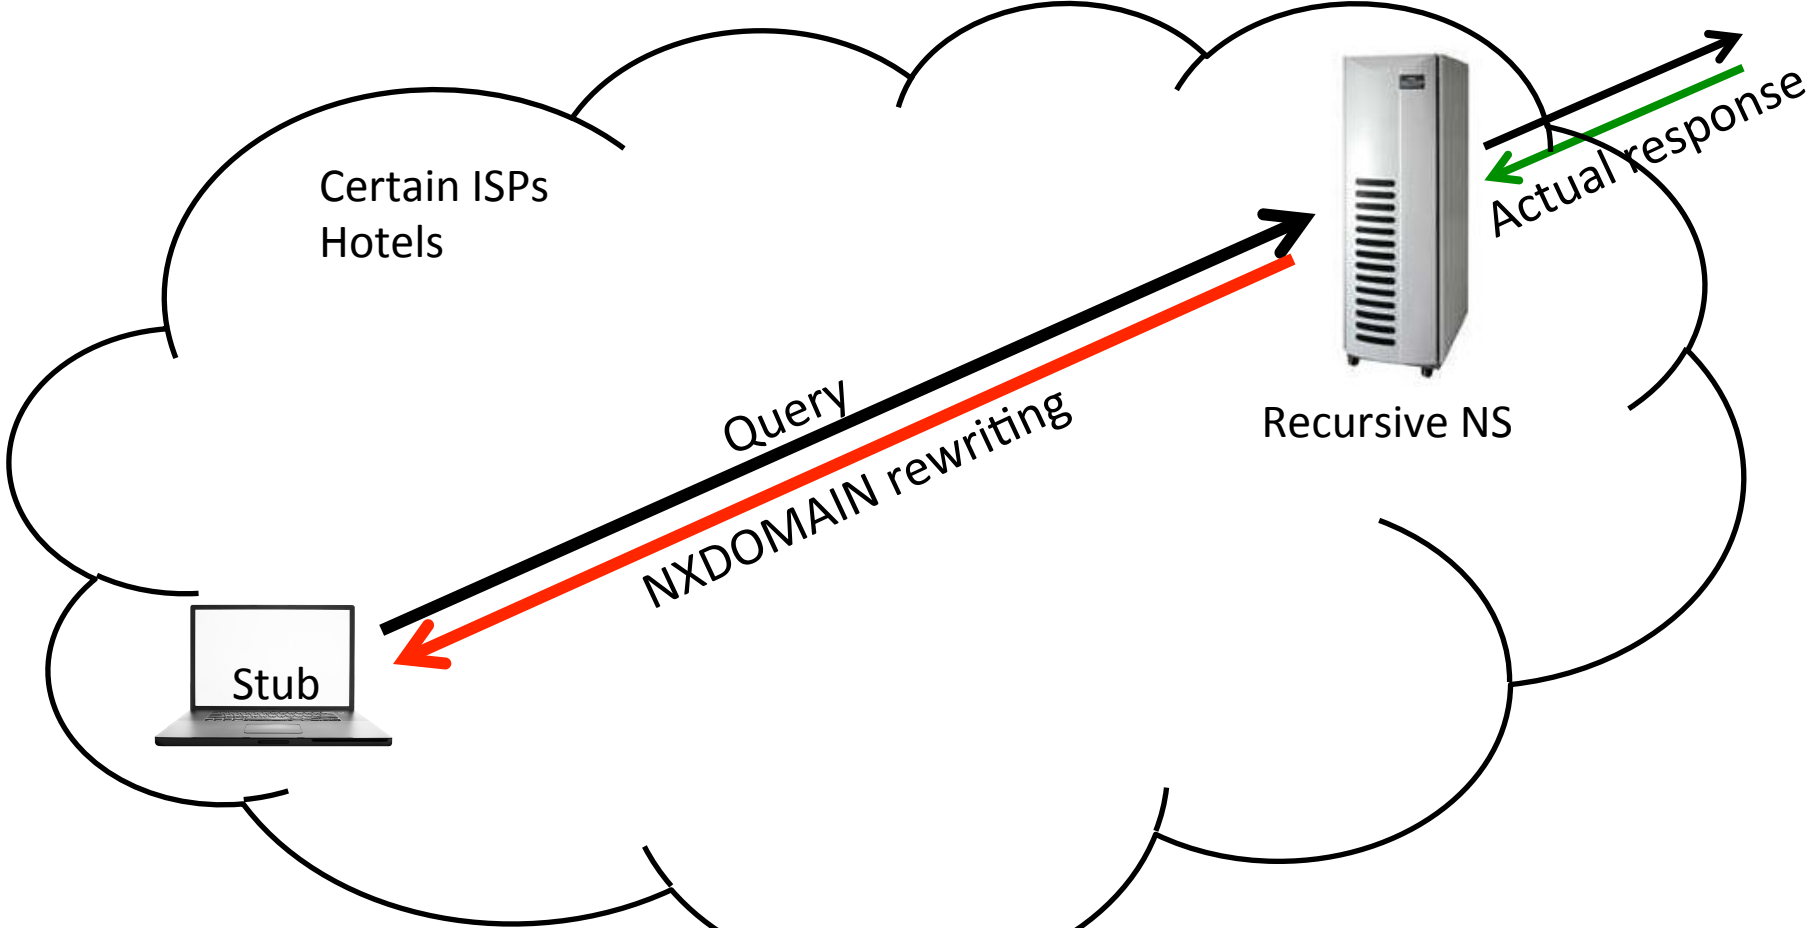 Certain ISPs
Hotels
Actual response
Query
NXDOMAIN rewriting
Recursive NS
Stub